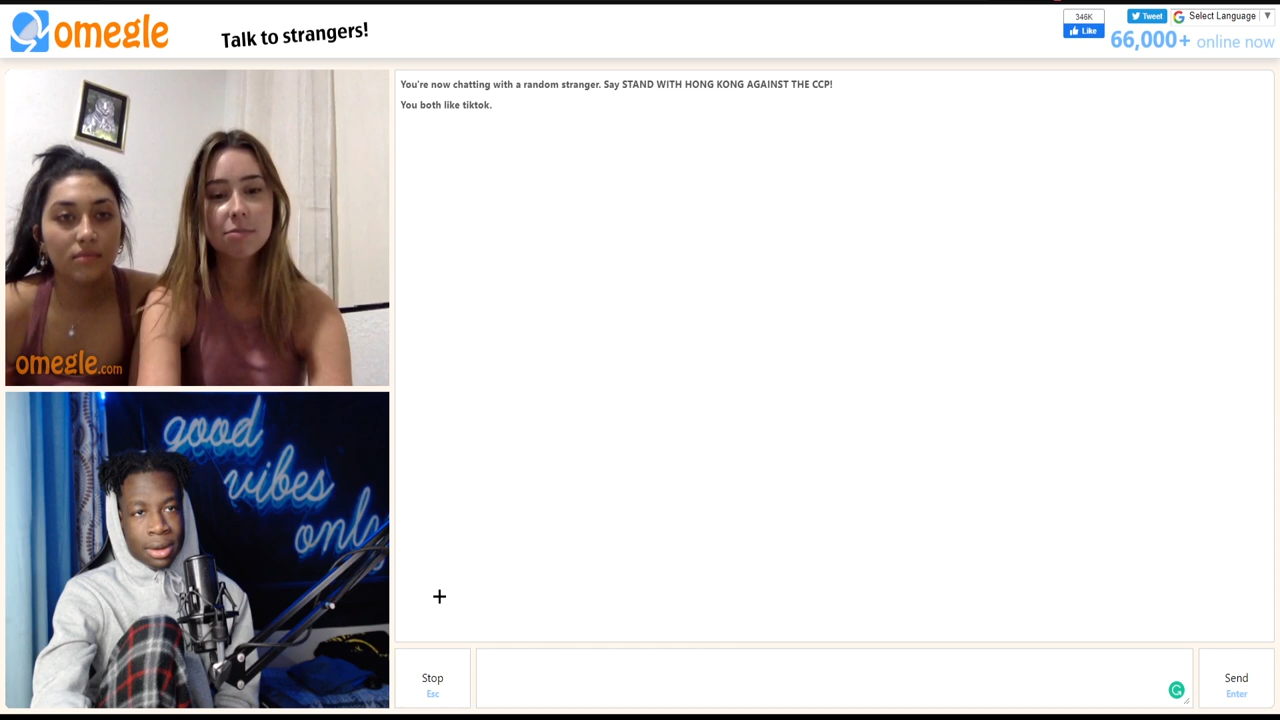 omegle
Talk to strangers!
346K
Like
Tweet
Select Language
66,000+ online now
You're now chatting with a random stranger. Say STAND WITH HONG KONG AGAINST THE CCP!
You both like tiktok.
omegle.com
good
vibes
only
Stop
Esc
Send
Enter